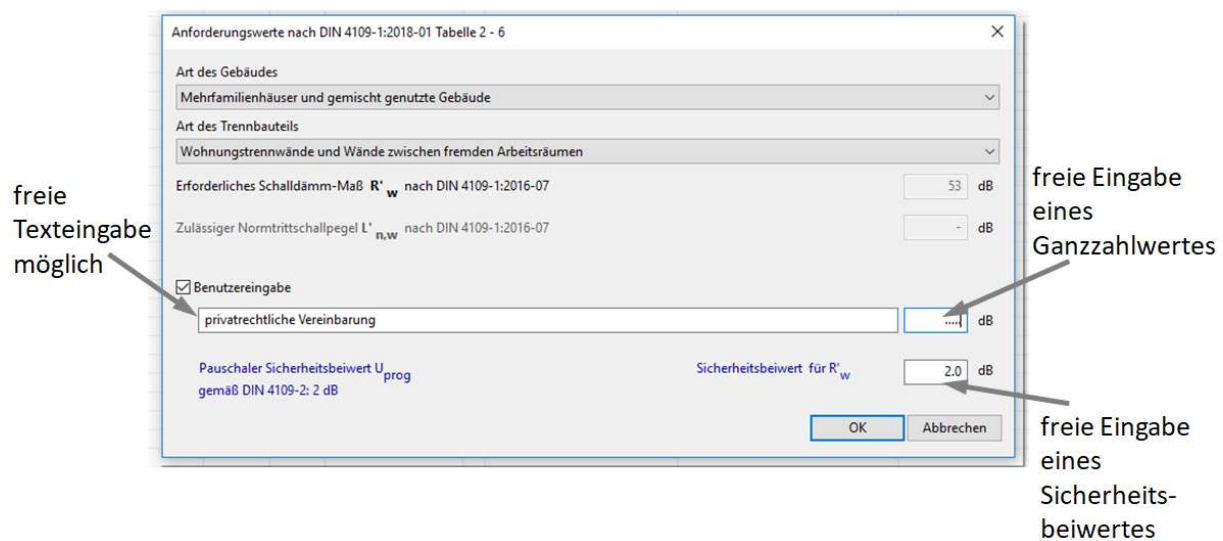 Anforderungswerte nach DIN 4109-1:2018-01 Tabelle 2 - 6
Art des Gebäudes
Mehrfamilienhäuser und gemischt genutzte Gebäude
Art des Trennbauteils
Wohnungstrennwände und Wände zwischen fremden Arbeitsräumen
Erforderliches Schalldämm-Maß R' w nach DIN 4109-1:2016-07 53 dB
Zulässiger Normtrittschallpegel L' n,w nach DIN 4109-1:2016-07 - dB
Benutzereingabe
privatrechtliche Vereinbarung ..... dB
Pauschaler Sicherheitsbeiwert Uprog
gemäß DIN 4109-2: 2 dB
Sicherheitsbeiwert für R'w 2.0 dB
OK Abbrechen
freie
Texteingabe
möglich
freie Eingabe
eines
Ganzzahlwertes
freie Eingabe
eines
Sicherheits-
beiwertes